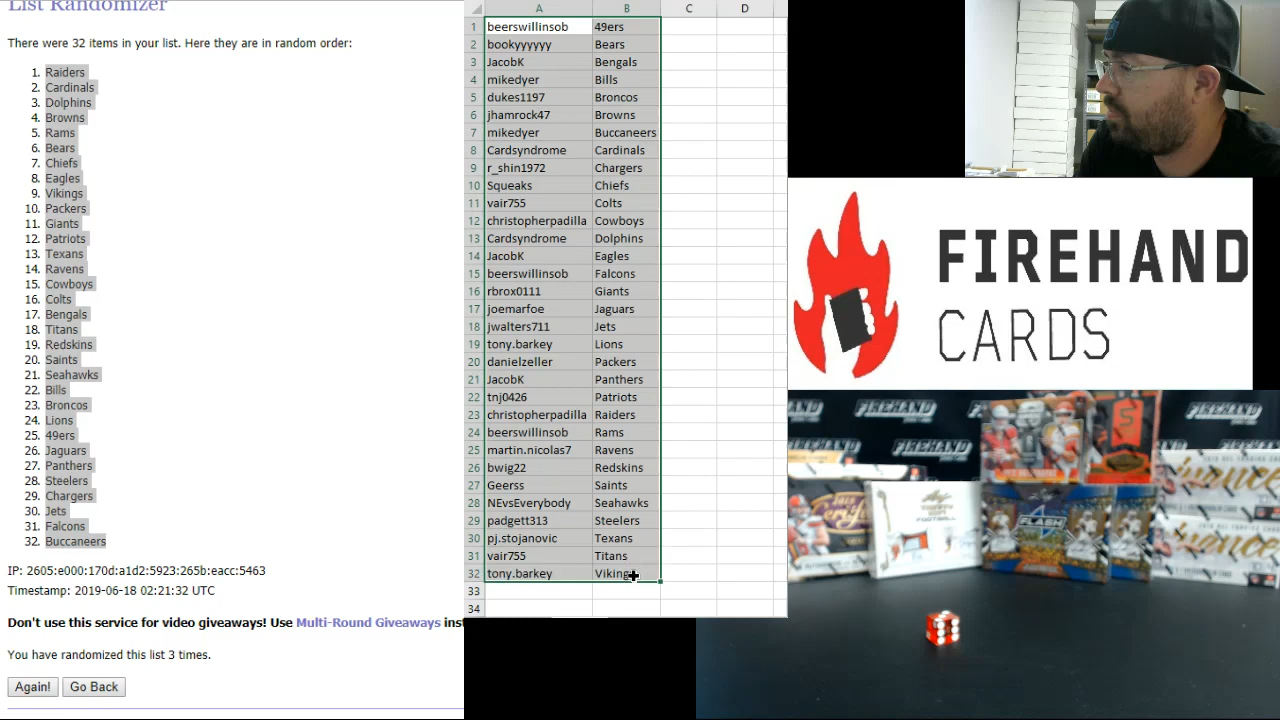 List Randomizer
There were 32 items in your list. Here they are in random order:
1. Raiders
2. Cardinals
3. Dolphins
4. Browns
5. Rams
6. Bears
7. Chiefs
8. Eagles
9. Vikings
10. Packers
11. Giants
12. Patriots
13. Texans
14. Ravens
15. Cowboys
16. Colts
17. Bengals
18. Titans
19. Redskins
20. Saints
21. Seahawks
22. Bills
23. Broncos
24. Lions
25. 49ers
26. Jaguars
27. Panthers
28. Steelers
29. Chargers
30. Jets
31. Falcons
32. Buccaneers
IP: 2605:e000:170d:a1d2:5923:265b:eacc:5463
Timestamp: 2019-06-18 02:21:32 UTC
Don't use this service for video giveaways! Use Multi-Round Giveaways inst
You have randomized this list 3 times.
Again! Go Back
A B C D
1 beerswillinsob 49ers
2 bookyyyyyy Bears
3 JacobK Bengals
4 mikedyer Bills
5 dukes1197 Broncos
6 jhamrock47 Browns
7 mikedyer Buccaneers
8 Cardsyndrome Cardinals
9 r_shin1972 Chargers
10 Squeaks Chiefs
11 vair755 Colts
12 christopherpadilla Cowboys
13 Cardsyndrome Dolphins
14 JacobK Eagles
15 beerswillinsob Falcons
16 rbrox0111 Giants
17 joemarfoe Jaguars
18 jwalters711 Jets
19 tony.barkey Lions
20 danielzeller Packers
21 JacobK Panthers
22 tnj0426 Patriots
23 christopherpadilla Raiders
24 beerswillinsob Rams
25 martin.nicolas7 Ravens
26 bwig22 Redskins
27 Geerss Saints
28 NEvsEverybody Seahawks
29 padgett313 Steelers
30 pj.stojanovic Texans
31 vair755 Titans
32 tony.barkey Vikings
33
34
FIREHAND
CARDS
FIREHAND
FIREHAND
FIREHAND
5
FLASH